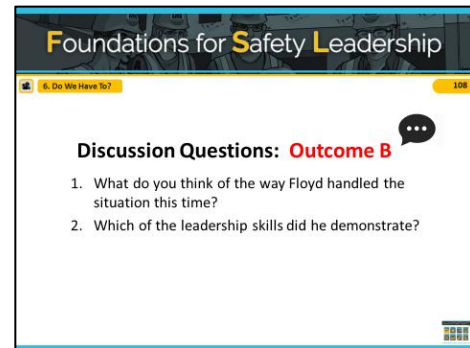 Foundations for Safety Leadership
6. Do We Have To?
108
Discussion Questions: Outcome B
1. What do you think of the way Floyd handled the
situation this time?
2. Which of the leadership skills did he demonstrate?